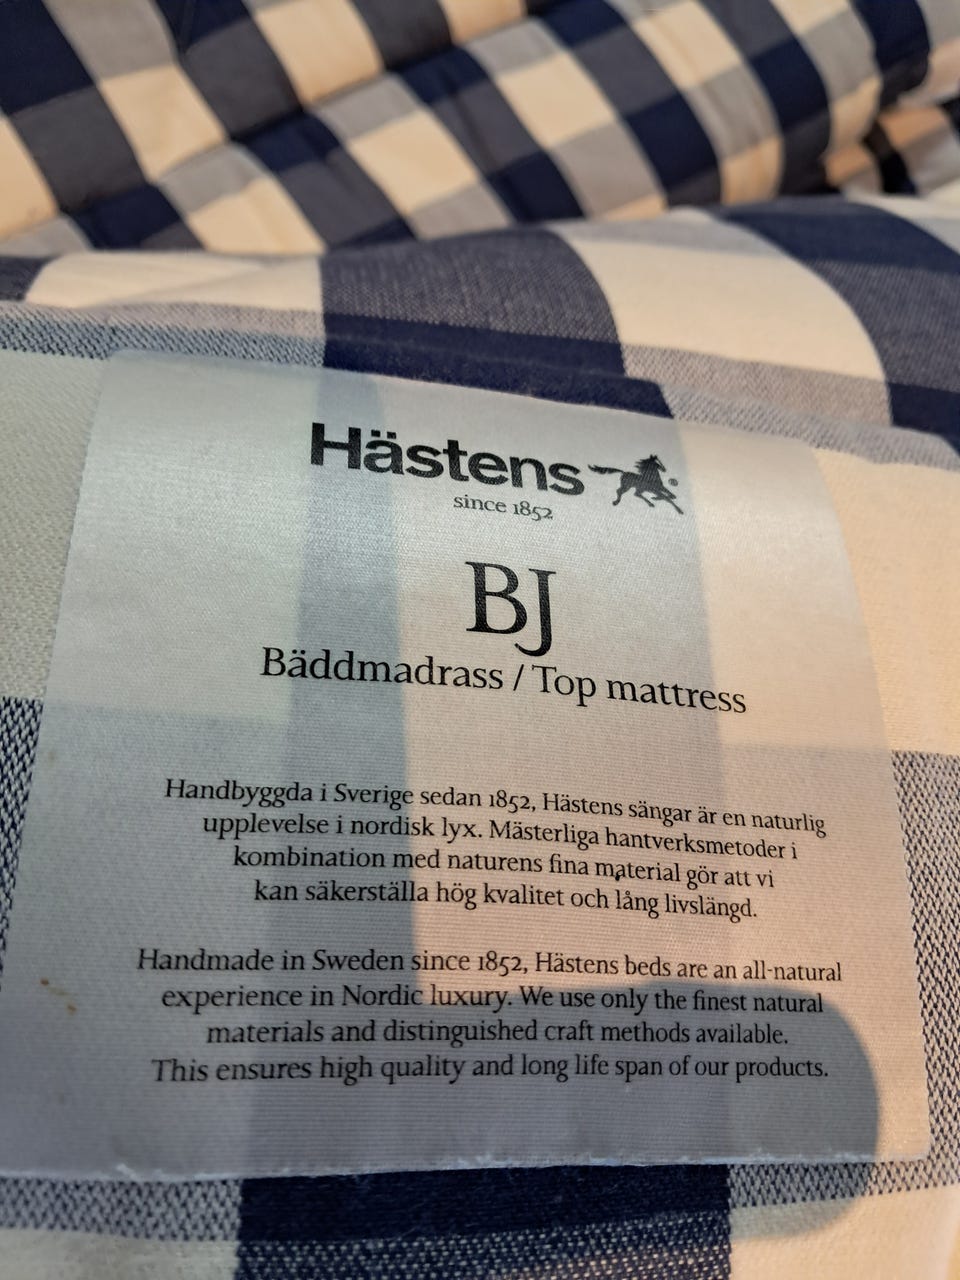 Hästens
since 1852
BJ
Bäddmadrass / Top mattress
Handbyggda i Sverige sedan 1852, Hästens sängar är en naturlig
upplevelse i nordisk lyx. Mästerliga hantverksmetoder i
kombination med naturens fina material gör att vi
kan säkerställa hög kvalitet och lång livslängd.
Handmade in Sweden since 1852, Hästens beds are an all-natural
experience in Nordic luxury. We use only the finest natural
materials and distinguished craft methods available.
This ensures high quality and long life span of our products.